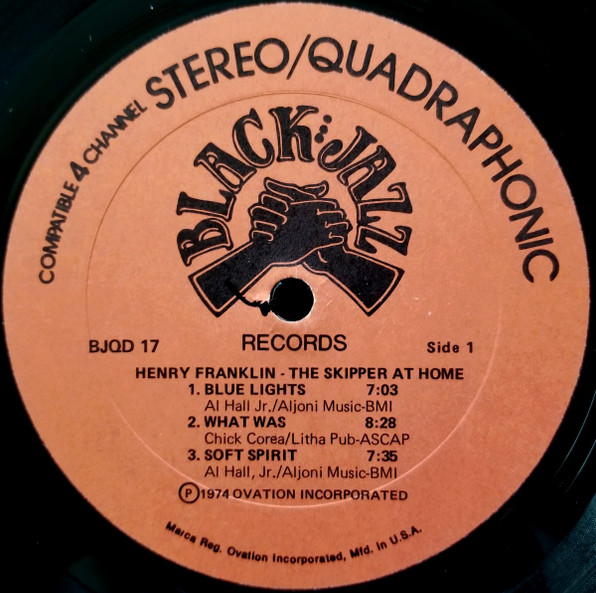 COMPATIBLE 4 CHANNEL STEREO/QUADRAPHONIC
BLACK JAZZ
RECORDS
BJQD 17
Side 1
HENRY FRANKLIN - THE SKIPPER AT HOME
1. BLUE LIGHTS 7:03
Al Hall Jr./Aljoni Music-BMI
2. WHAT WAS 8:28
Chick Corea/Litha Pub-ASCAP
3. SOFT SPIRIT 7:35
Al Hall, Jr./Aljoni Music-BMI
Ⓟ1974 OVATION INCORPORATED
Marca Reg. Ovation Incorporated, Mfd. in U.S.A.